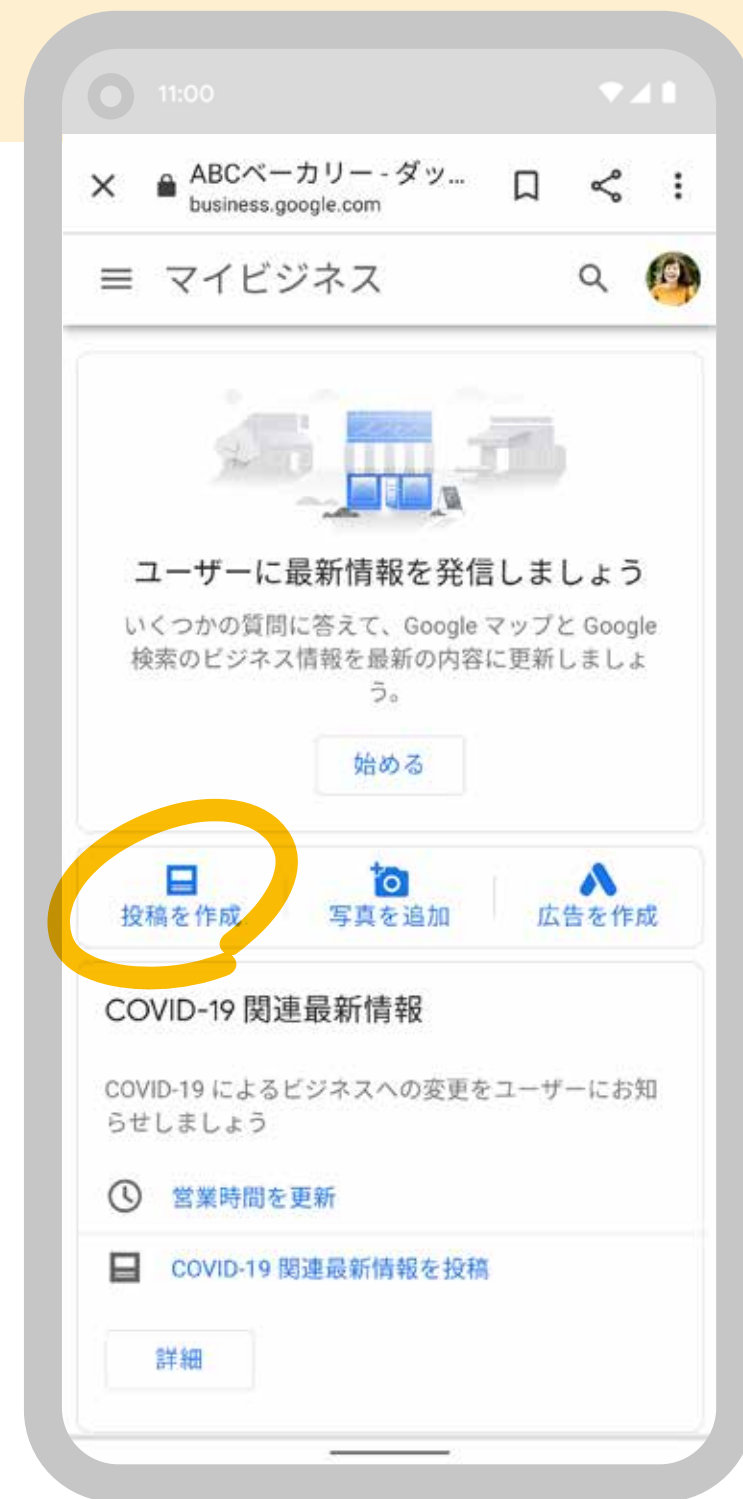 11:00
ABCベーカリー - ダッ...
business.google.com
マイビジネス
ユーザーに最新情報を発信しましょう
いくつかの質問に答えて、Google マップと Google
検索のビジネス情報を最新の内容に更新しましょ
う。
始める
投稿を作成
写真を追加
広告を作成
COVID-19 関連最新情報
COVID-19 によるビジネスへの変更をユーザーにお知
らせしましょう
営業時間を更新
COVID-19 関連最新情報を投稿
詳細